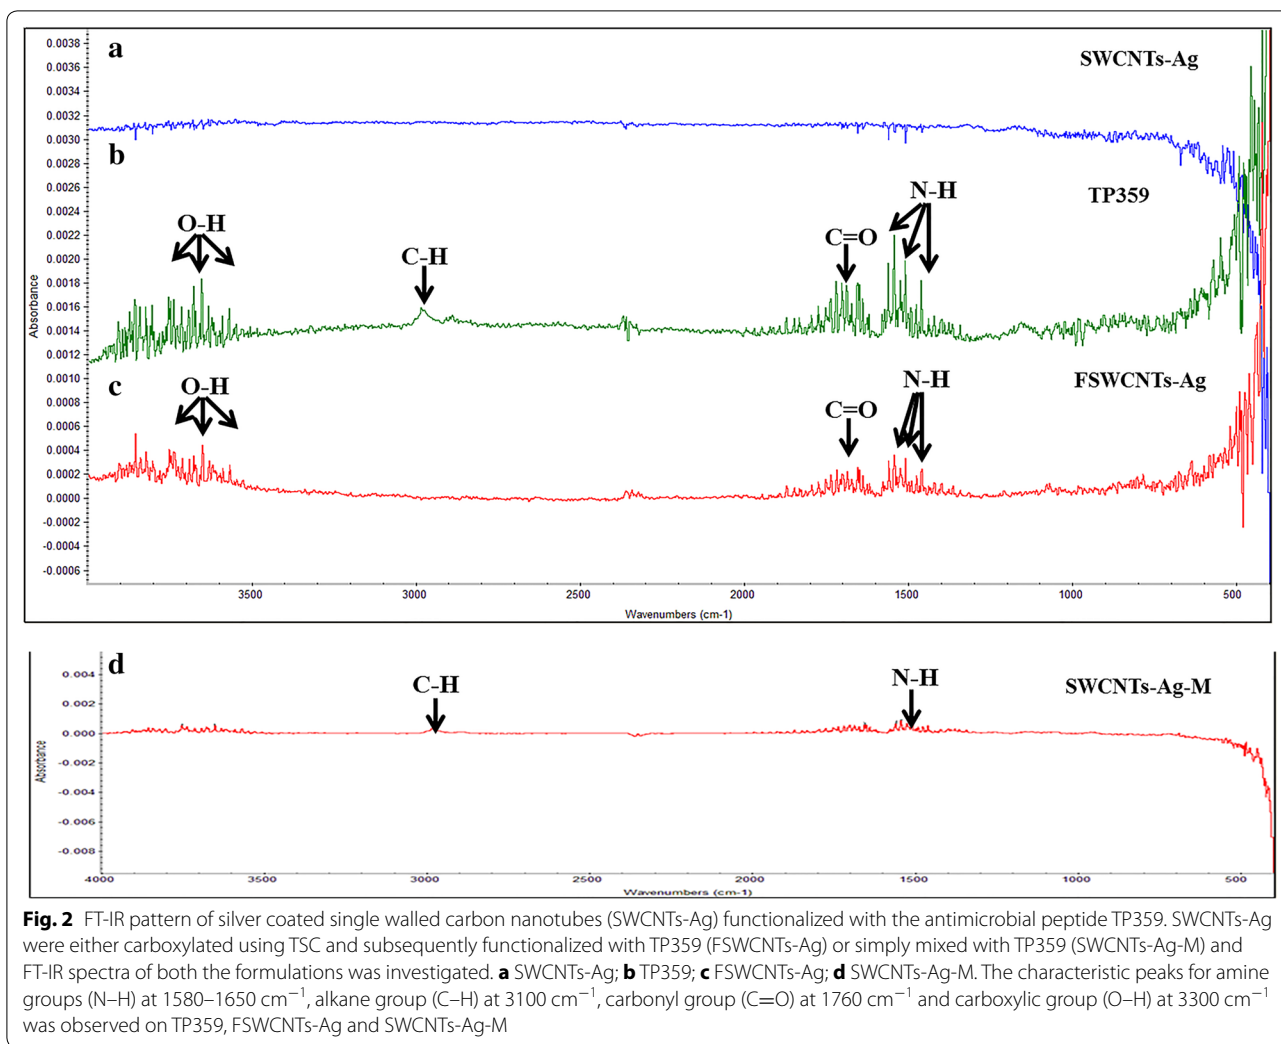 a
SWCNTs-Ag
0.0038
0.0036
0.0034
0.0032
0.0030
0.0028
0.0026
0.0024
0.0022
0.0020
0.0018
0.0016
0.0014
0.0012
0.0010
0.0008
0.0006
0.0004
0.0002
0.0000
-0.0002
-0.0004
-0.0006
Absorbance
b
TP359
O-H
C-H
C=O
N-H
c
FSWCNTs-Ag
O-H
C=O
N-H
3500 3000 2500 2000 1500 1000 500
Wavenumbers (cm-1)
d
SWCNTs-Ag-M
C-H
N-H
0.004
0.002
0.000
-0.002
-0.004
-0.006
-0.008
Absorbance
4000 3500 3000 2500 2000 1500 1000 500
Wavenumbers (cm-1)
Fig. 2 FT-IR pattern of silver coated single walled carbon nanotubes (SWCNTs-Ag) functionalized with the antimicrobial peptide TP359. SWCNTs-Ag
were either carboxylated using TSC and subsequently functionalized with TP359 (FSWCNTs-Ag) or simply mixed with TP359 (SWCNTs-Ag-M) and
FT-IR spectra of both the formulations was investigated. a SWCNTs-Ag; b TP359; c FSWCNTs-Ag; d SWCNTs-Ag-M. The characteristic peaks for amine
groups (N–H) at 1580–1650 cm⁻¹, alkane group (C–H) at 3100 cm⁻¹, carbonyl group (C=O) at 1760 cm⁻¹ and carboxylic group (O–H) at 3300 cm⁻¹
was observed on TP359, FSWCNTs-Ag and SWCNTs-Ag-M